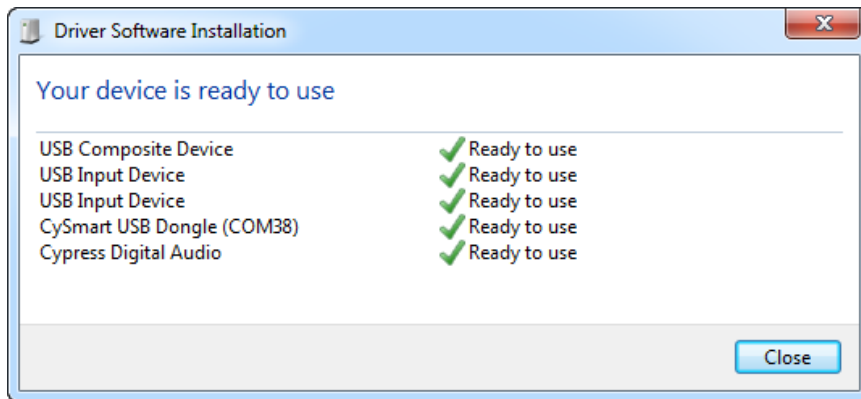 Driver Software Installation
Your device is ready to use
USB Composite Device Ready to use
USB Input Device Ready to use
USB Input Device Ready to use
CySmart USB Dongle (COM38) Ready to use
Cypress Digital Audio Ready to use
Close